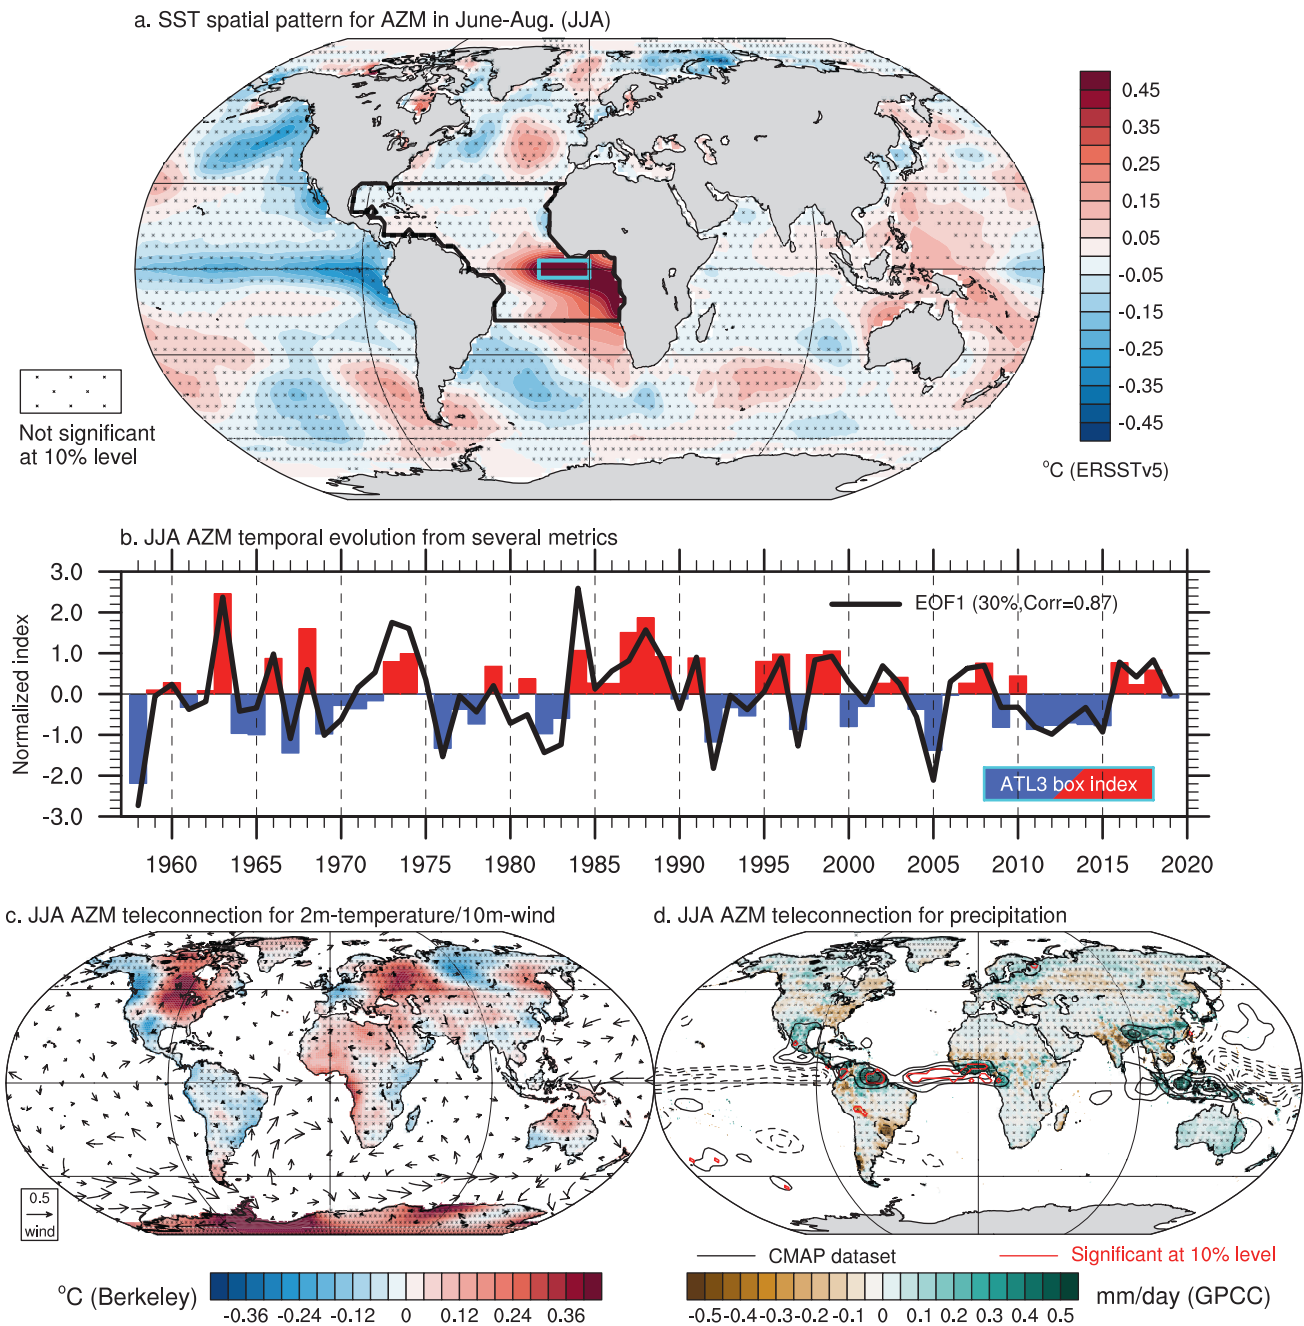 a. SST spatial pattern for AZM in June-Aug. (JJA)
0.45
0.35
0.25
0.15
0.05
-0.05
-0.15
-0.25
-0.35
-0.45
°C (ERSSTv5)
Not significant
at 10% level
b. JJA AZM temporal evolution from several metrics
Normalized index
3.0
2.0
1.0
0.0
-1.0
-2.0
-3.0
EOF1 (30%,Corr=0.87)
ATL3 box index
1960 1965 1970 1975 1980 1985 1990 1995 2000 2005 2010 2015 2020
c. JJA AZM teleconnection for 2m-temperature/10m-wind
0.5
wind
°C (Berkeley)
-0.36 -0.24 -0.12 0 0.12 0.24 0.36
d. JJA AZM teleconnection for precipitation
CMAP dataset
Significant at 10% level
-0.5 -0.4 -0.3 -0.2 -0.1 0 0.1 0.2 0.3 0.4 0.5
mm/day (GPCC)